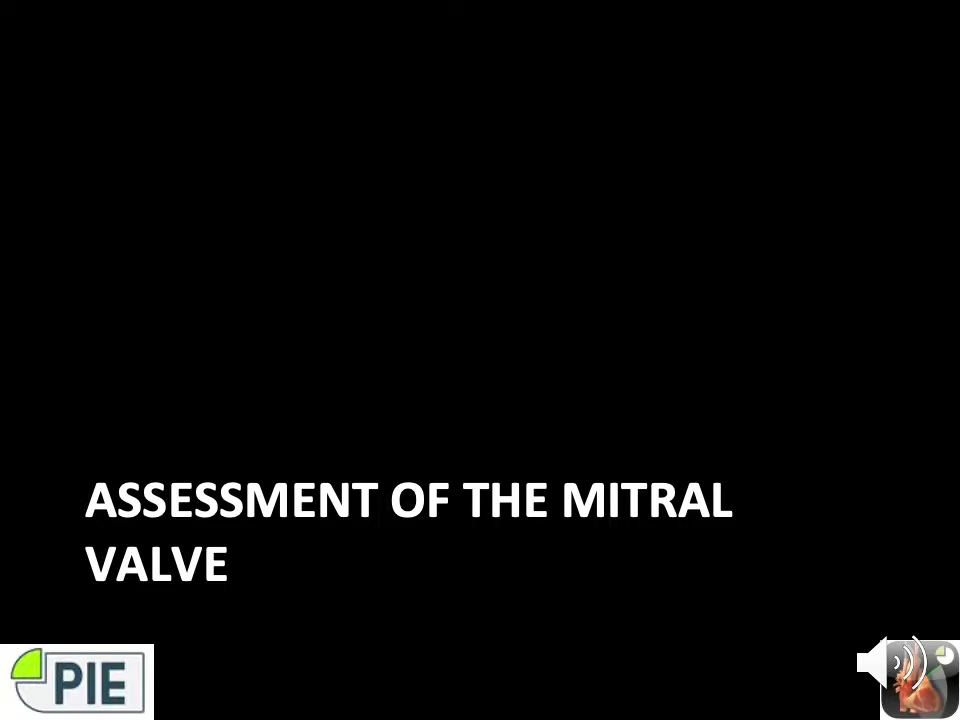 ASSESSMENT OF THE MITRAL
VALVE
PIE